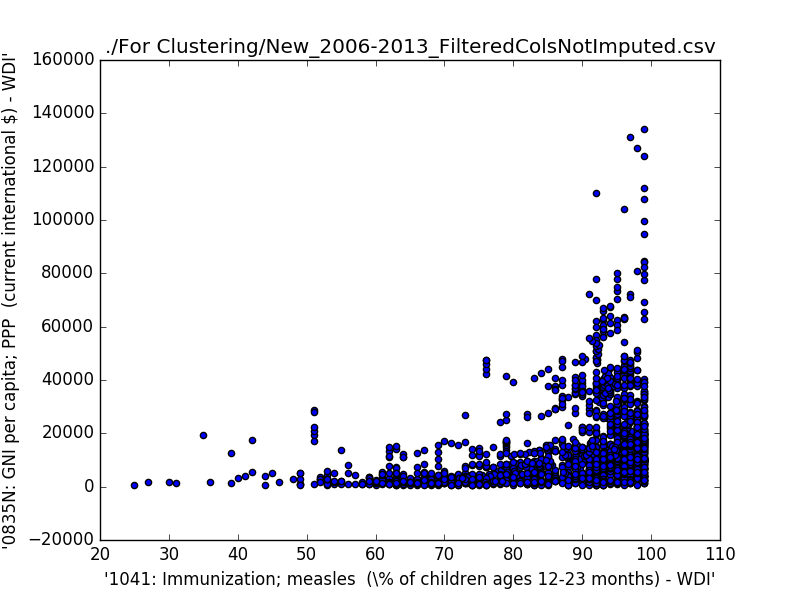 ./For Clustering/New_2006-2013_FilteredColsNotImputed.csv
'0835N: GNI per capita; PPP  (current international $) - WDI'
160000
140000
120000
100000
80000
60000
40000
20000
0
−20000
20 30 40 50 60 70 80 90 100 110
'1041: Immunization; measles  (\% of children ages 12-23 months) - WDI'